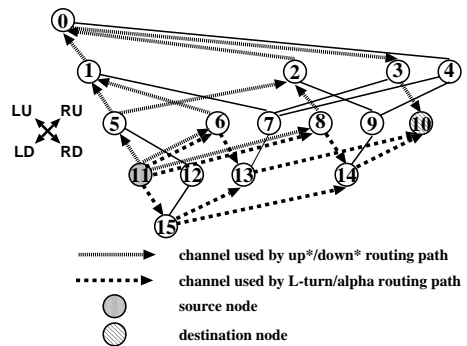 0
1 2 3 4
LU RU
5 6 7 8 9 10
LD RD
11 12 13 14
15
channel used by up*/down* routing path
channel used by L-turn/alpha routing path
source node
destination node